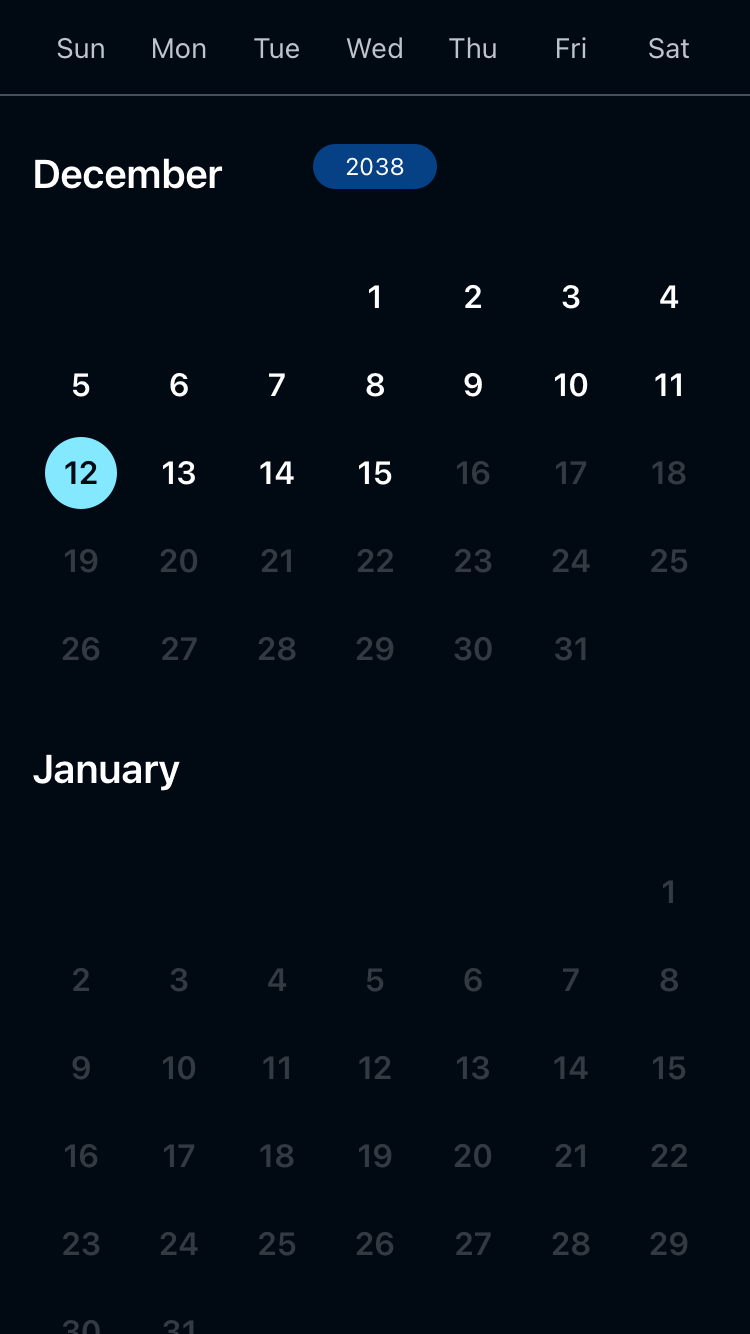 Sun Mon Tue Wed Thu Fri Sat
December 2038
1 2 3 4
5 6 7 8 9 10 11
12 13 14 15 16 17 18
19 20 21 22 23 24 25
26 27 28 29 30 31
January
1
2 3 4 5 6 7 8
9 10 11 12 13 14 15
16 17 18 19 20 21 22
23 24 25 26 27 28 29
30 31